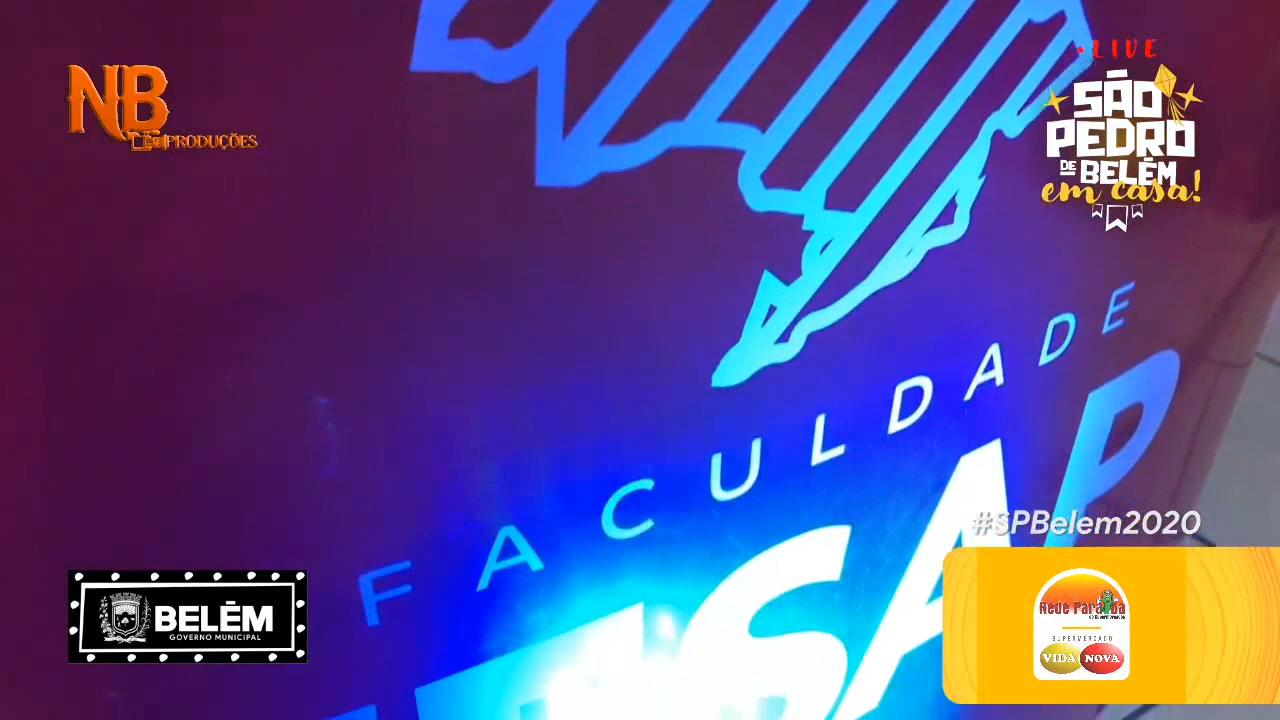 NB
PRODUÇÕES
LIVE
SÃO
PEDRO
DE BELÉM
em casa!
FACULDADE
SAP
#SPBelem2020
BELÉM
GOVERNO MUNICIPAL
Rede Paraíba
SUPERMERCADO
VIDA NOVA